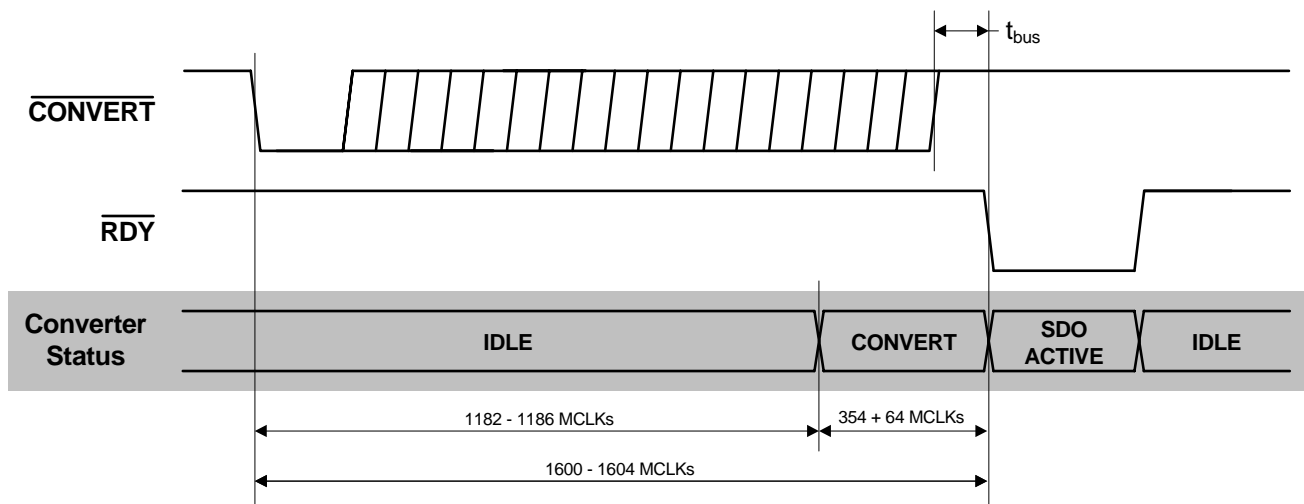 t_bus
CONVERT
RDY
Converter
Status
IDLE
CONVERT
SDO
ACTIVE
IDLE
1182 - 1186 MCLKs
354 + 64 MCLKs
1600 - 1604 MCLKs